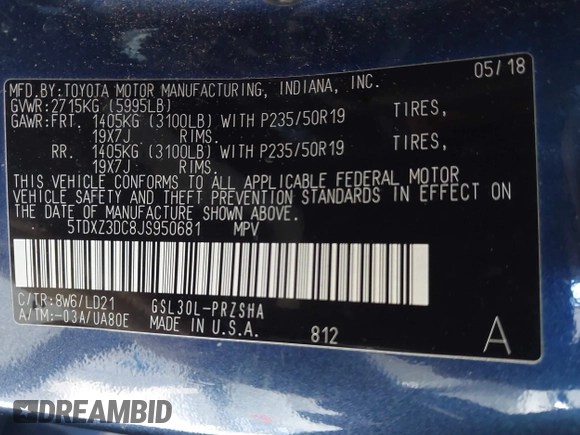 MFD.BY:TOYOTA MOTOR MANUFACTURING, INDIANA, INC. 05/18
GVWR:2715KG (5995LB)
GAWR:FRT. 1405KG (3100LB) WITH P235/50R19 TIRES,
19X7J RIMS.
RR. 1405KG (3100LB) WITH P235/50R19 TIRES,
19X7J RIMS.
THIS VEHICLE CONFORMS TO ALL APPLICABLE FEDERAL MOTOR
VEHICLE SAFETY AND THEFT PREVENTION STANDARDS IN EFFECT ON
THE DATE OF MANUFACTURE SHOWN ABOVE.
5TDXZ3DC8JS950681 MPV
C/TR:8W6/LD21 GSL30L-PRZSHA
A/TM:-03A/UA80E MADE IN U.S.A. 812 A
DREAMBID